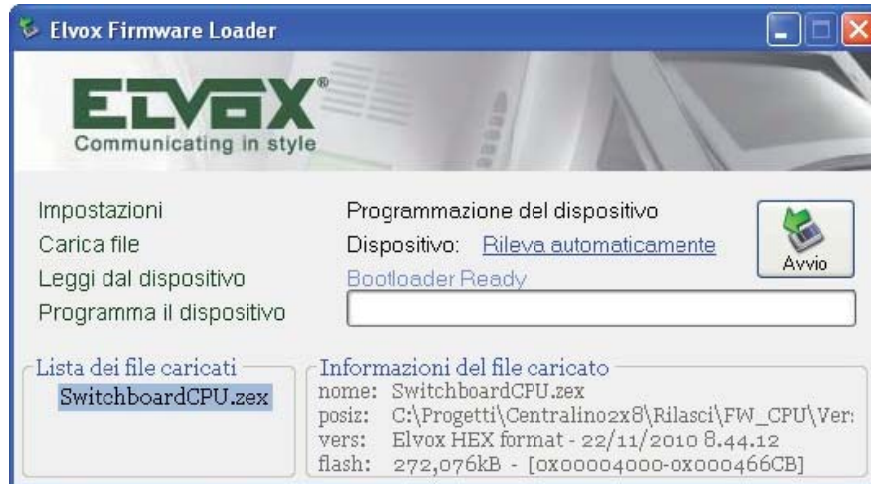 Elvox Firmware Loader
ELVOX®
Communicating in style
Impostazioni
Carica file
Leggi dal dispositivo
Programma il dispositivo
Programmazione del dispositivo
Dispositivo: Rileva automaticamente
Bootloader Ready
Avvio
Lista dei file caricati
SwitchboardCPU.zex
Informazioni del file caricato
nome: SwitchboardCPU.zex
posiz: C:\Progetti\Centralino2x8\Rilasci\FW_CPU\Ver:
vers: Elvox HEX format - 22/11/2010 8.44.12
flash: 272,076kB - [0x00004000-0x000466CB]